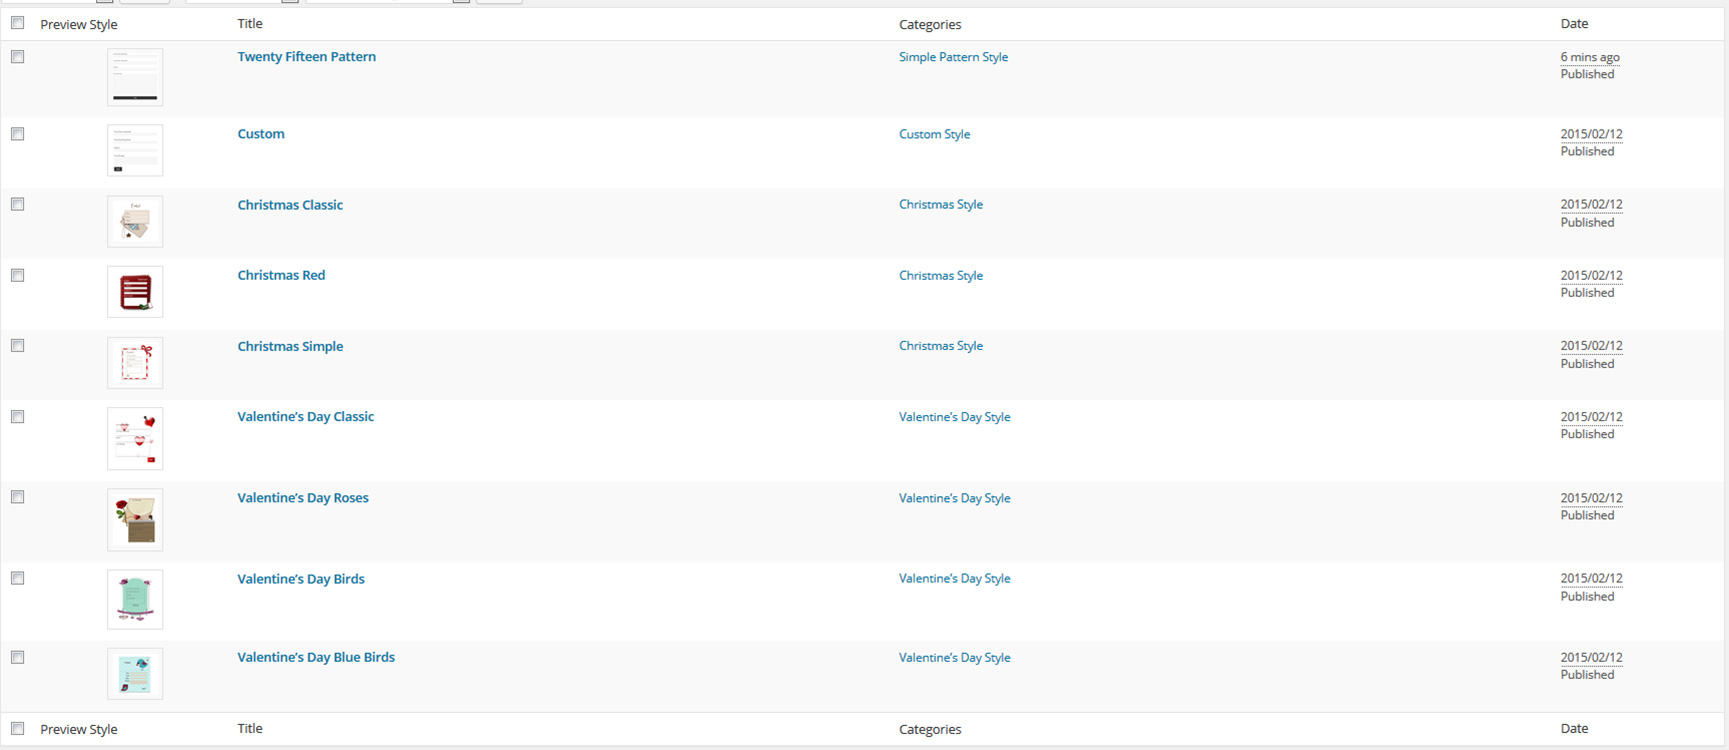 Preview Style Title Categories Date
Twenty Fifteen Pattern Simple Pattern Style 6 mins ago
Published
Custom Custom Style 2015/02/12
Published
Christmas Classic Christmas Style 2015/02/12
Published
Christmas Red Christmas Style 2015/02/12
Published
Christmas Simple Christmas Style 2015/02/12
Published
Valentine’s Day Classic Valentine’s Day Style 2015/02/12
Published
Valentine’s Day Roses Valentine’s Day Style 2015/02/12
Published
Valentine’s Day Birds Valentine’s Day Style 2015/02/12
Published
Valentine’s Day Blue Birds Valentine’s Day Style 2015/02/12
Published
Preview Style Title Categories Date